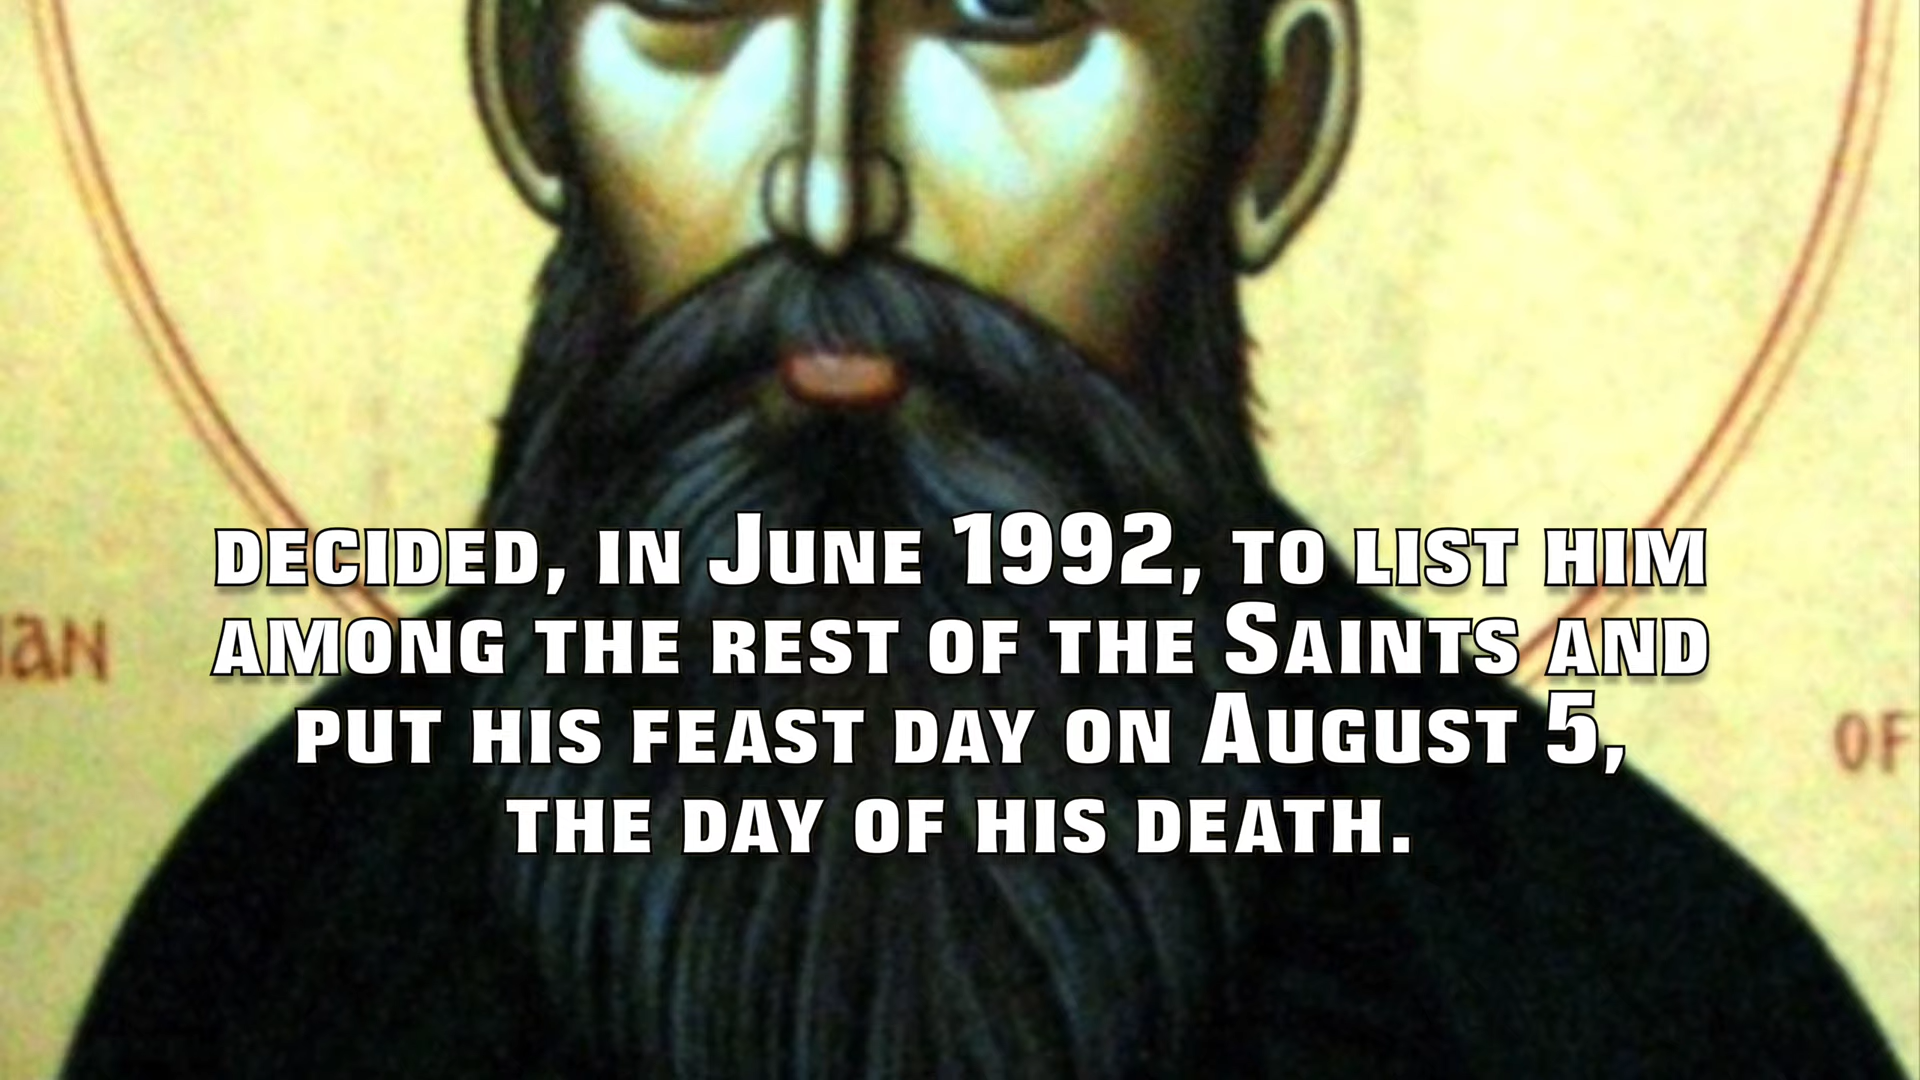 decided, in June 1992, to list him
among the rest of the Saints and
put his feast day on August 5,
the day of his death.
OF